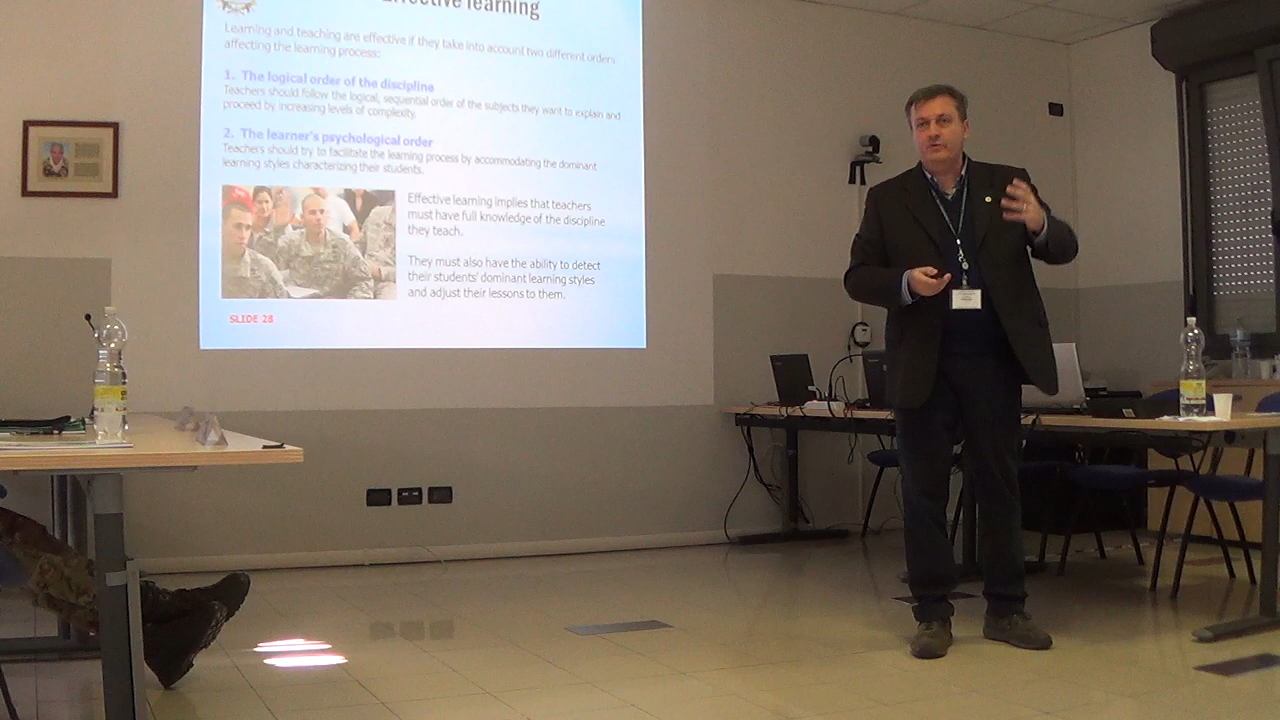 Effective learning
Learning and teaching are effective if they take into account two different orders
affecting the learning process:
1. The logical order of the discipline
Teachers should follow the logical, sequential order of the subjects they want to explain and
proceed by increasing levels of complexity.
2. The learner's psychological order
Teachers should try to facilitate the learning process by accommodating the dominant
learning styles characterizing their students.
Effective learning implies that teachers
must have full knowledge of the discipline
they teach.
They must also have the ability to detect
their students' dominant learning styles
and adjust their lessons to them.
SLIDE 28